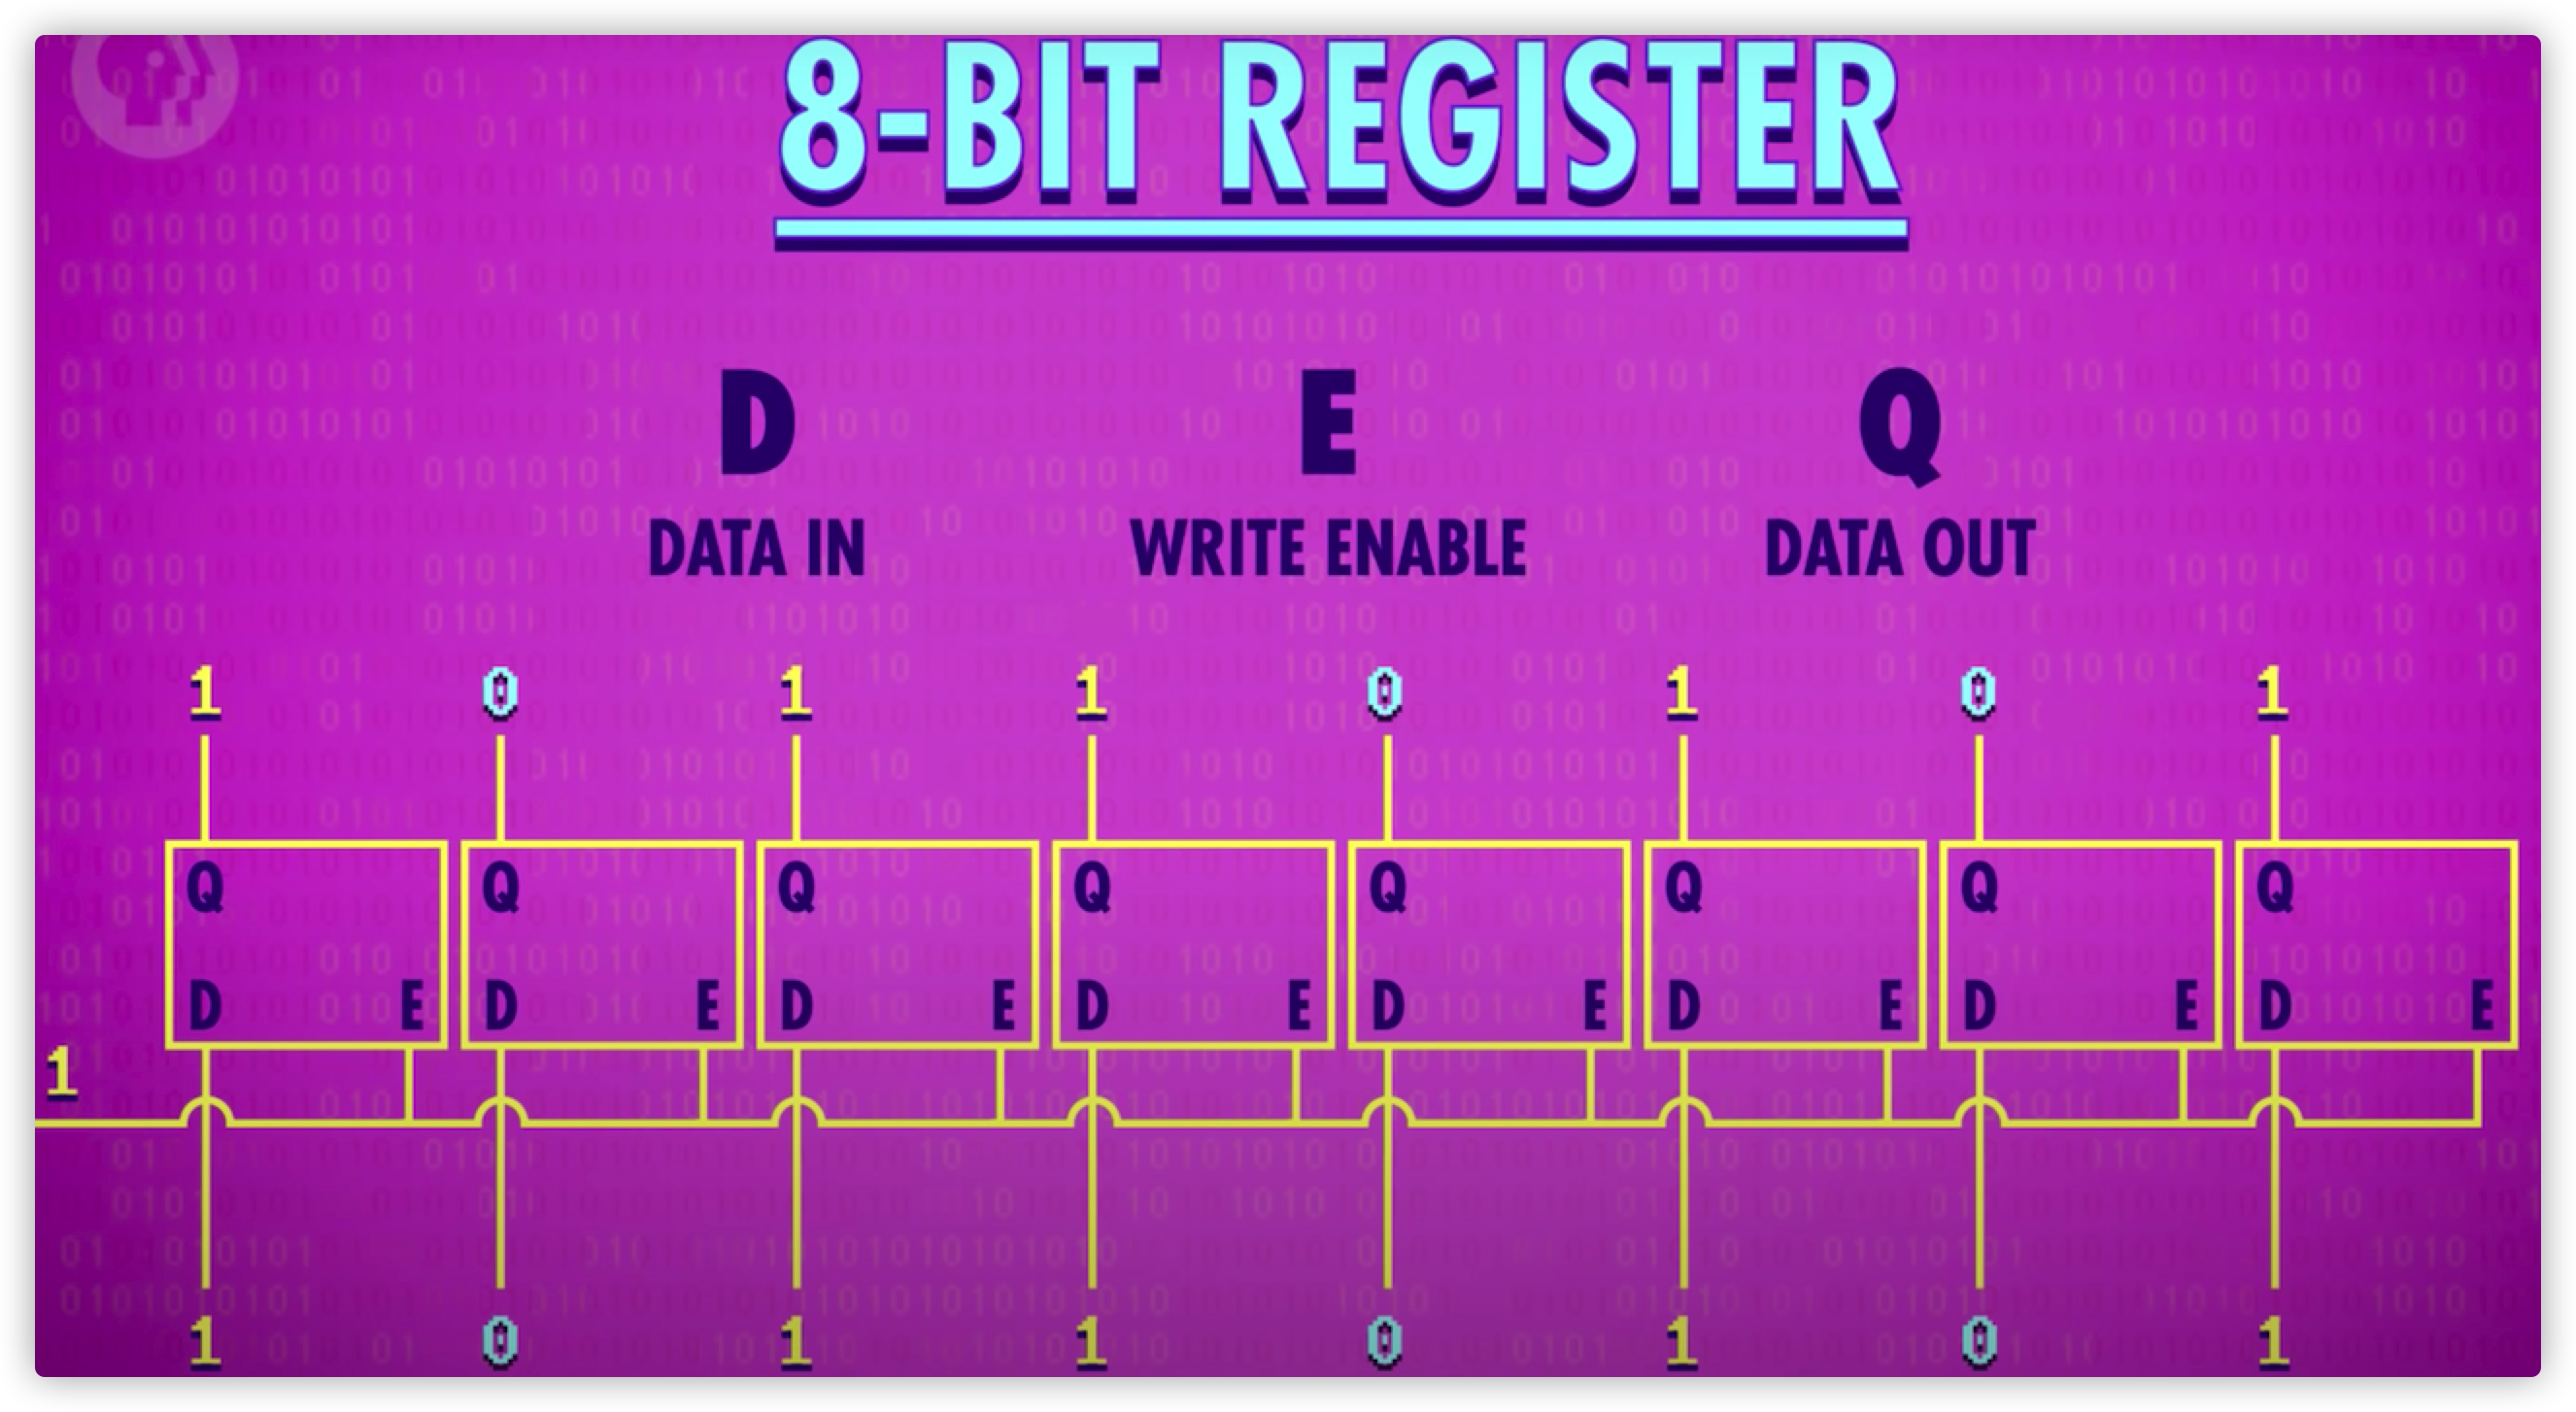 8-BIT REGISTER
D E Q
DATA IN WRITE ENABLE DATA OUT
1 0 1 1 0 1 0 1
Q Q Q Q Q Q Q Q
D E D E D E D E D E D E D E D E
1
1 0 1 1 0 1 0 1